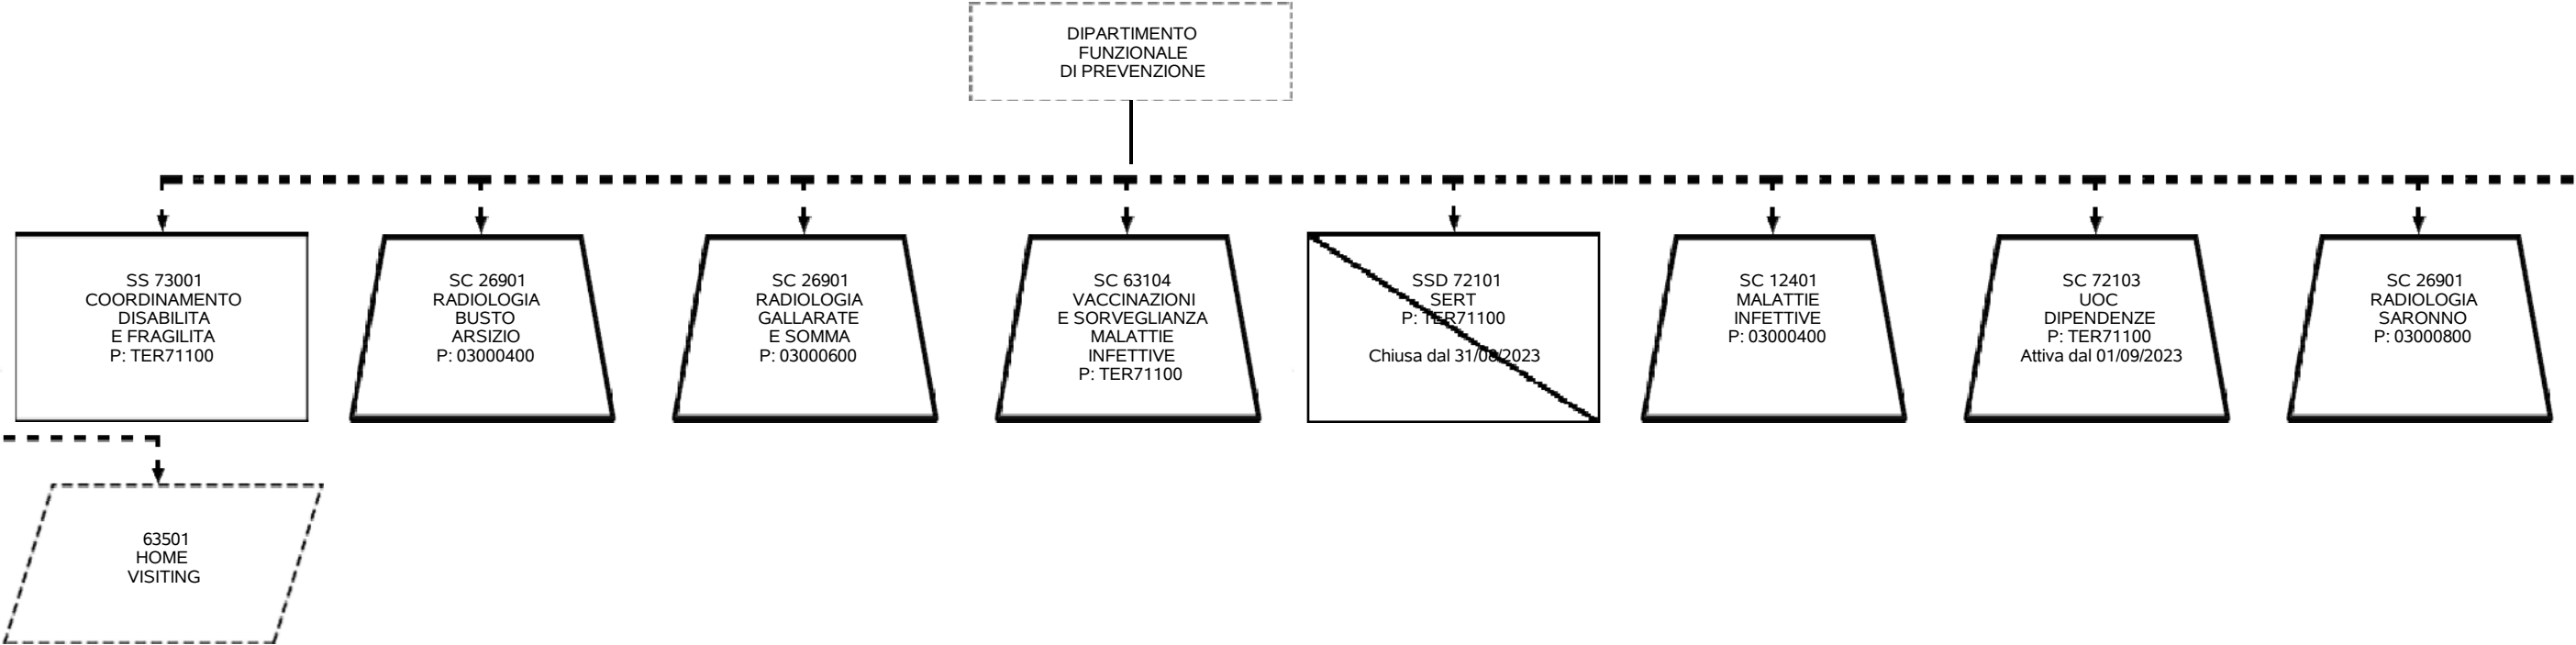 DIPARTIMENTO
FUNZIONALE
DI PREVENZIONE
SS 73001
COORDINAMENTO
DISABILITA
E FRAGILITA
P: TER71100
SC 26901
RADIOLOGIA
BUSTO
ARSIZIO
P: 03000400
SC 26901
RADIOLOGIA
GALLARATE
E SOMMA
P: 03000600
SC 63104
VACCINAZIONI
E SORVEGLIANZA
MALATTIE
INFETTIVE
P: TER71100
SSD 72101
SERT
P: TER71100
Chiusa dal 31/08/2023
SC 12401
MALATTIE
INFETTIVE
P: 03000400
SC 72103
UOC
DIPENDENZE
P: TER71100
Attiva dal 01/09/2023
SC 26901
RADIOLOGIA
SARONNO
P: 03000800
63501
HOME
VISITING